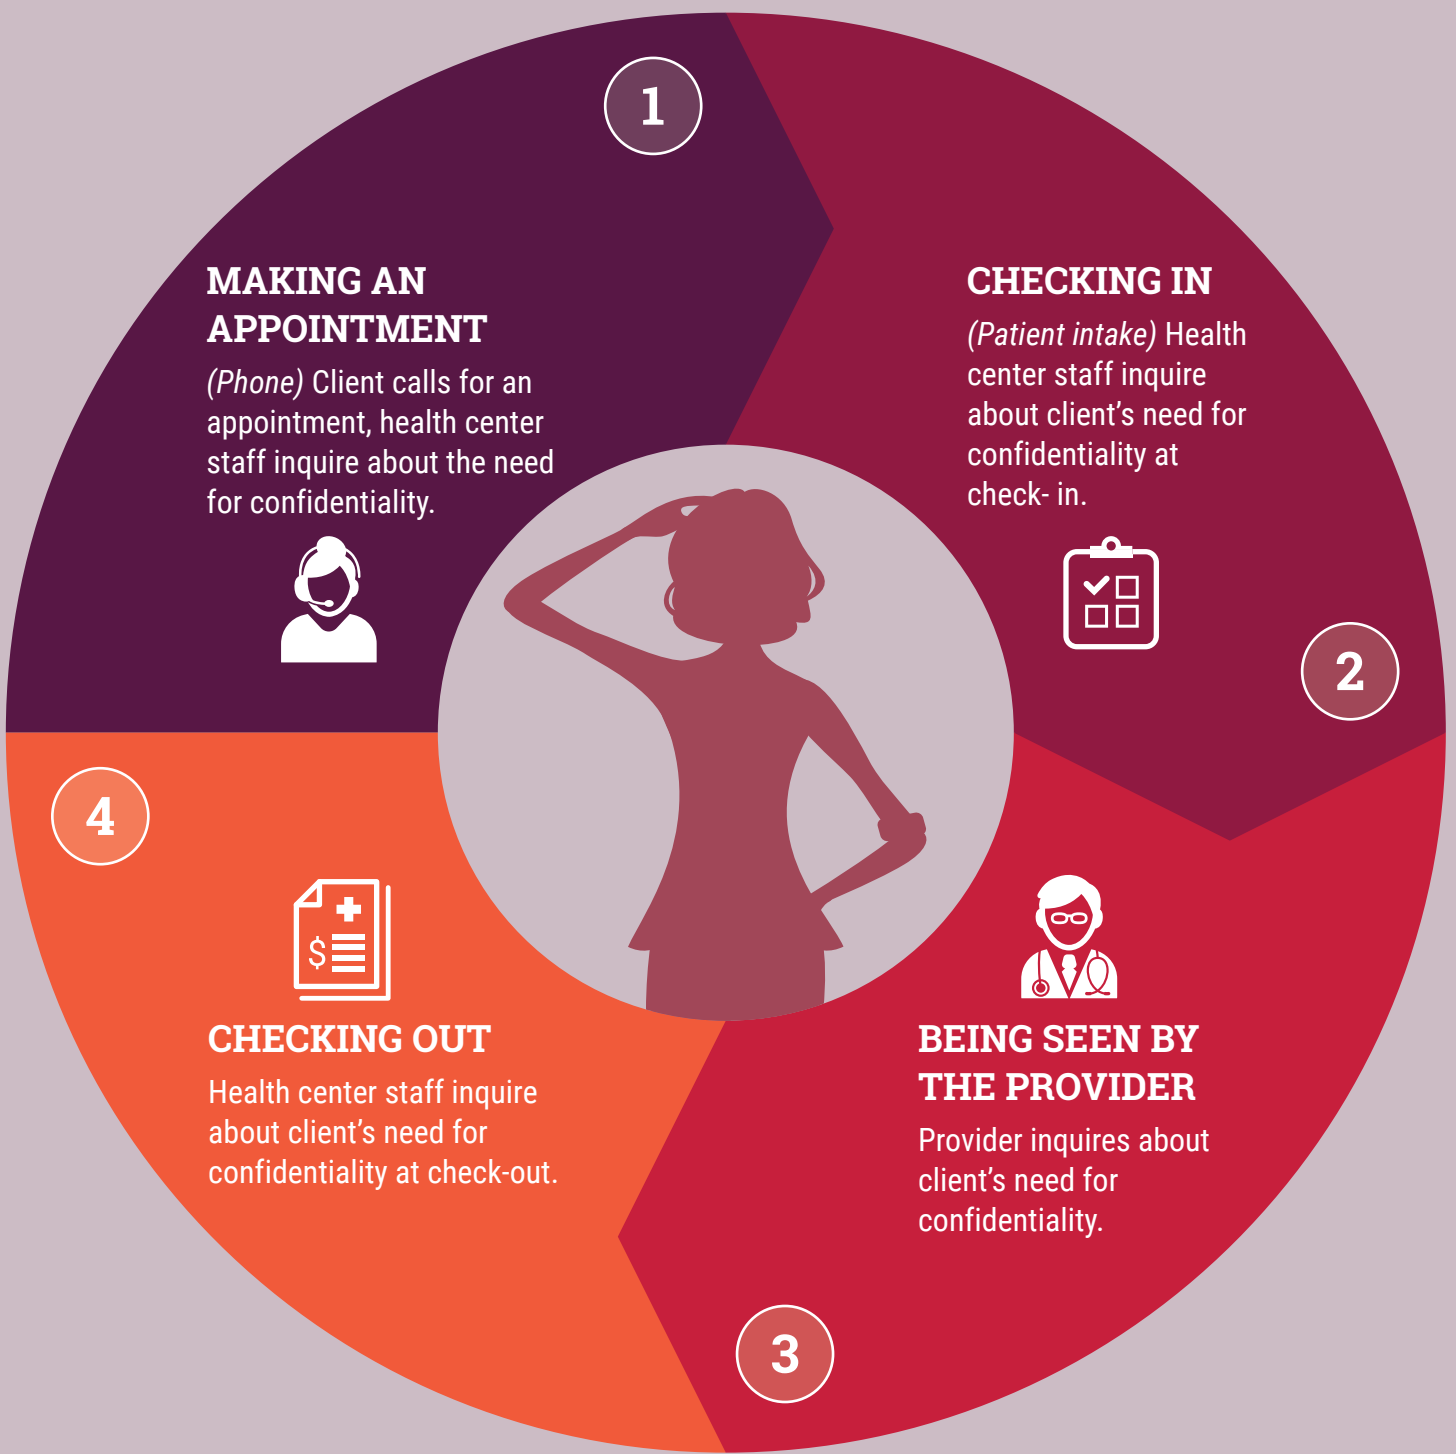 1
MAKING AN
APPOINTMENT
(Phone) Client calls for an
appointment, health center
staff inquire about the need
for confidentiality.
CHECKING IN
(Patient intake) Health
center staff inquire
about client’s need for
confidentiality at
check- in.
2
BEING SEEN BY
THE PROVIDER
Provider inquires about
client’s need for
confidentiality.
3
4
$
CHECKING OUT
Health center staff inquire
about client’s need for
confidentiality at check-out.